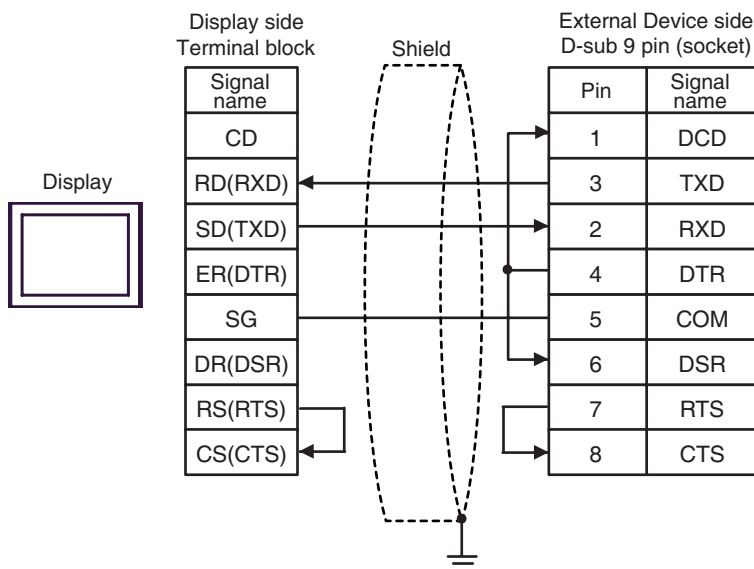 Display side
Terminal block
Shield
External Device side
D-sub 9 pin (socket)
Display
Signal
name
CD
RD(RXD)
SD(TXD)
ER(DTR)
SG
DR(DSR)
RS(RTS)
CS(CTS)
Pin
Signal
name
1 DCD
3 TXD
2 RXD
4 DTR
5 COM
6 DSR
7 RTS
8 CTS